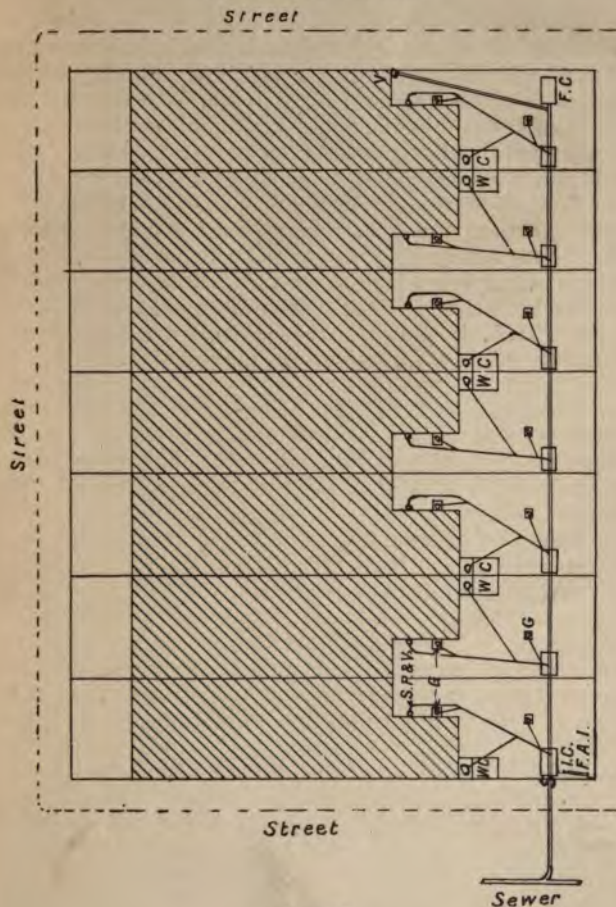 Street
V
F.C
W C
Street
W C
W C
G
S.P. & V.
G
WC
I.C.
F.A.I.
Street
Sewer